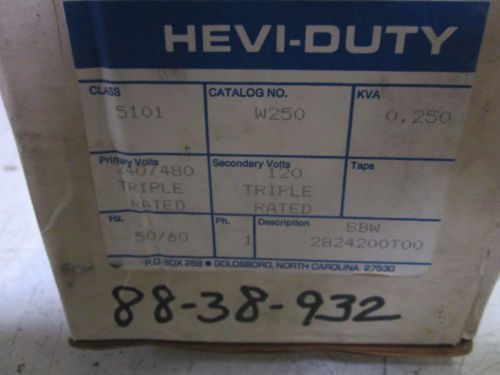 HEVI-DUTY
CLASS CATALOG NO. KVA
5101 W250 0.250
Primary Volts Secondary Volts Taps
240/480 120
TRIPLE TRIPLE
RATED RATED
Hz. Ph. Description SBW
50/60 1 2824200T00
P.O. BOX 268 • GOLDSBORO, NORTH CAROLINA 27530
88-38-932